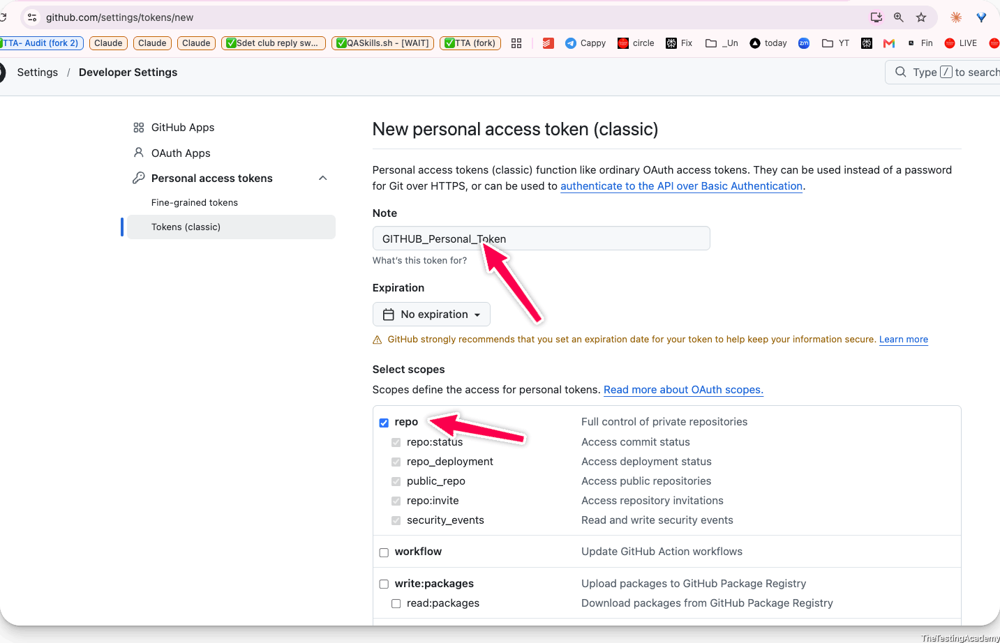 github.com/settings/tokens/new
TTA- Audit (fork 2)
Claude
Claude
Claude
Sdet club reply sw...
QASkills.sh - [WAIT]
TTA (fork)
Cappy
circle
Fix
_Un
today
zm
YT
Fin
LIVE
Settings / Developer Settings
Type / to search
GitHub Apps
OAuth Apps
Personal access tokens
Fine-grained tokens
Tokens (classic)
New personal access token (classic)
Personal access tokens (classic) function like ordinary OAuth access tokens. They can be used instead of a password
for Git over HTTPS, or can be used to authenticate to the API over Basic Authentication.
Note
GITHUB_Personal_Token
What's this token for?
Expiration
No expiration
GitHub strongly recommends that you set an expiration date for your token to help keep your information secure. Learn more
Select scopes
Scopes define the access for personal tokens. Read more about OAuth scopes.
repo Full control of private repositories
repo:status Access commit status
repo_deployment Access deployment status
public_repo Access public repositories
repo:invite Access repository invitations
security_events Read and write security events
workflow Update GitHub Action workflows
write:packages Upload packages to GitHub Package Registry
read:packages Download packages from GitHub Package Registry
TheTestingAcademy